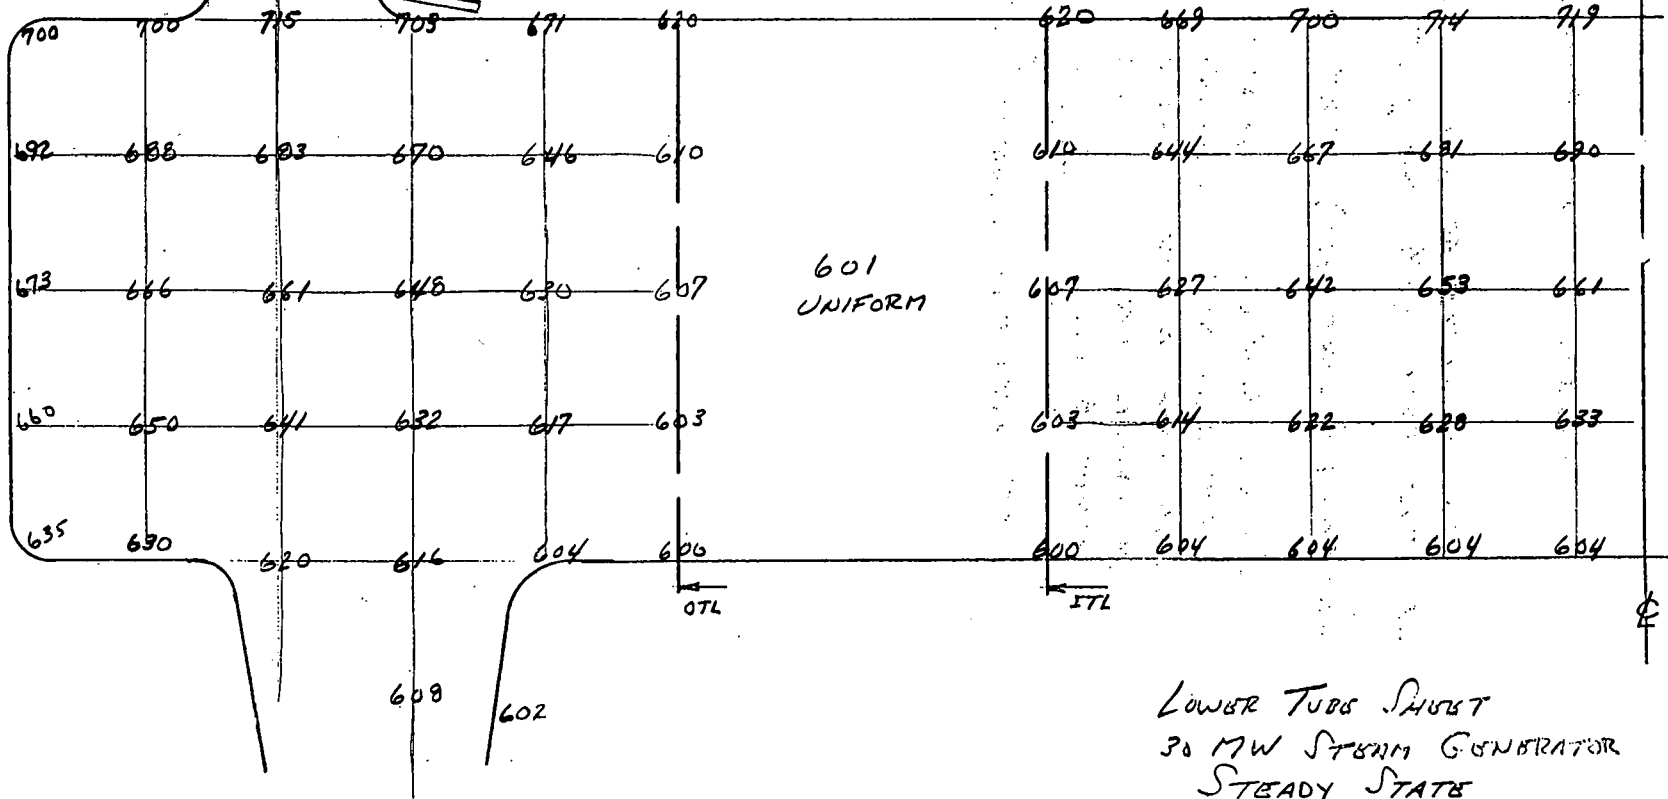 700 700 715 709 671 620 620 669 700 714 719
692 688 683 670 646 610 610 644 667 681 690
673 666 661 648 630 607 601 607 627 642 653 661
UNIFORM
660 650 641 632 617 603 603 614 622 628 633
635 630 620 616 604 600 600 604 604 604 604
OTL ITL
℄
608 602
LOWER TUBE SHEET
30 MW STEAM GENERATOR
STEADY STATE